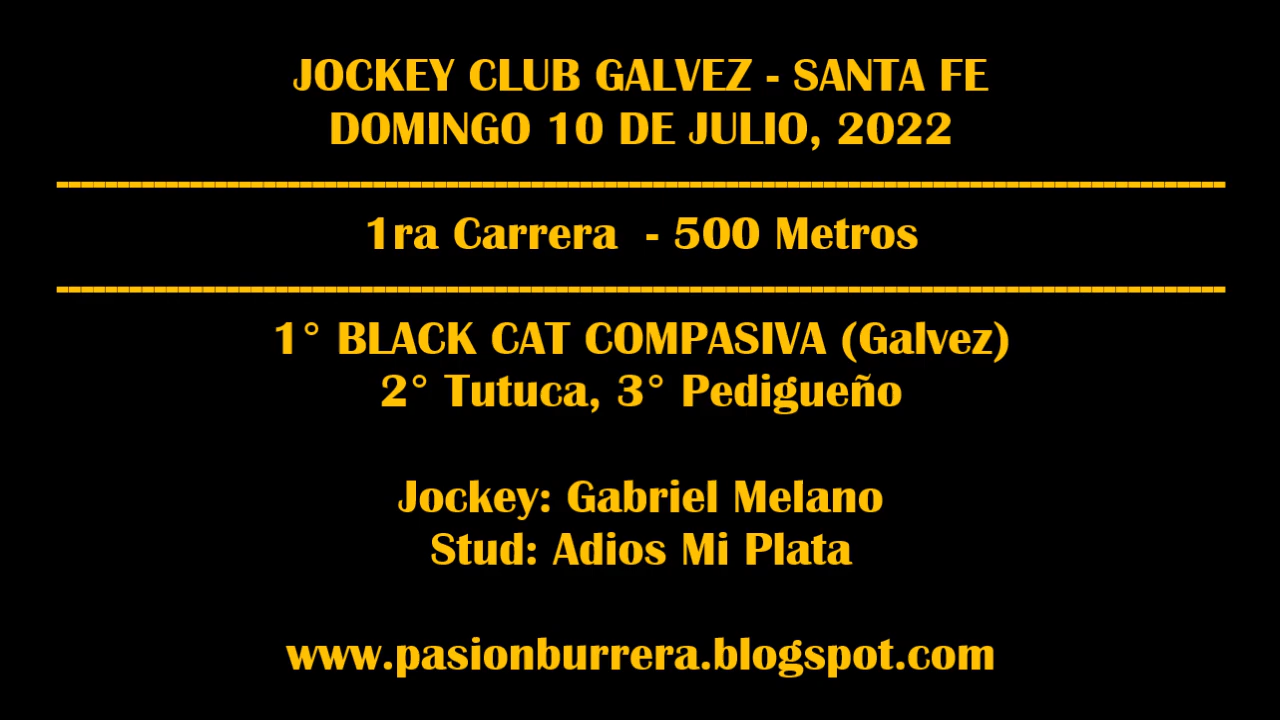 JOCKEY CLUB GALVEZ - SANTA FE
DOMINGO 10 DE JULIO, 2022
1ra Carrera - 500 Metros
1° BLACK CAT COMPASIVA (Galvez)
2° Tutuca, 3° Pedigueño
Jockey: Gabriel Melano
Stud: Adios Mi Plata
www.pasionburrera.blogspot.com